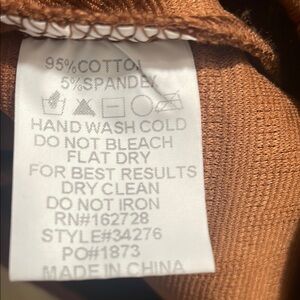 95%COTTON
5%SPANDEX
HAND WASH COLD
DO NOT BLEACH
FLAT DRY
FOR BEST RESULTS
DRY CLEAN
DO NOT IRON
RN#162728
STYLE#34276
PO#1873
MADE IN CHINA